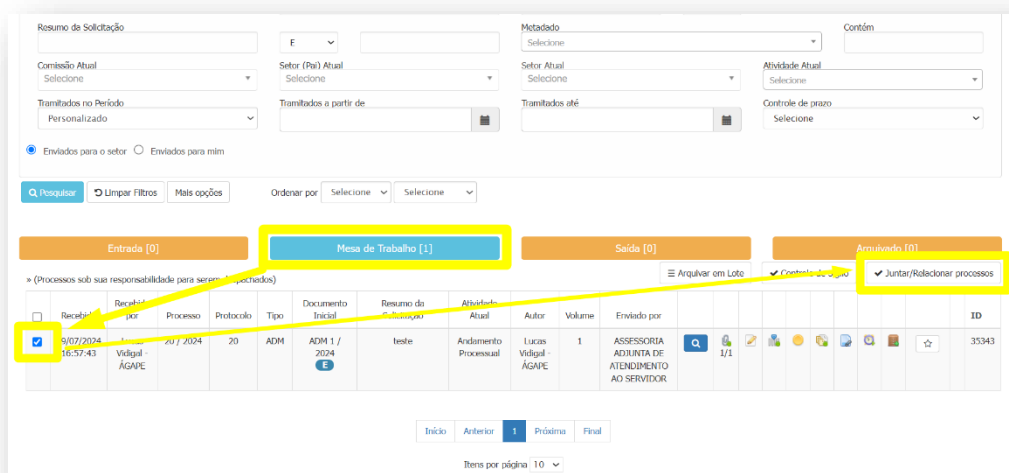 Resumo da Solicitação Metadado Contém
E Selecione
Comissão Atual Setor (Pai) Atual Setor Atual Atividade Atual
Selecione Selecione Selecione Selecione
Tramitados no Período Tramitados a partir de Tramitados até Controle de prazo
Personalizado Selecione
Enviados para o setor Enviados para mim
Pesquisar Limpar Filtros Mais opções Ordenar por Selecione Selecione
Entrada [0] Mesa de Trabalho [1] Saída [0] Arquivado [0]
» (Processos sob sua responsabilidade para serem
Arquivar em Lote Juntar/Relacionar processos
Processo Protocolo Tipo Documento Inicial Resumo da Atual Autor Volume Enviado por ID
9/07/2024 16:57:43 Vidigal - ÁGAPE 20 / 2024 20 ADM ADM 1 / 2024 E teste Andamento Processual Lucas Vidigal - ÁGAPE 1 ASSESSORIA ADJUNTA DE ATENDIMENTO AO SERVIDOR 1/1 35343
Início Anterior 1 Próxima Final
Itens por página 10